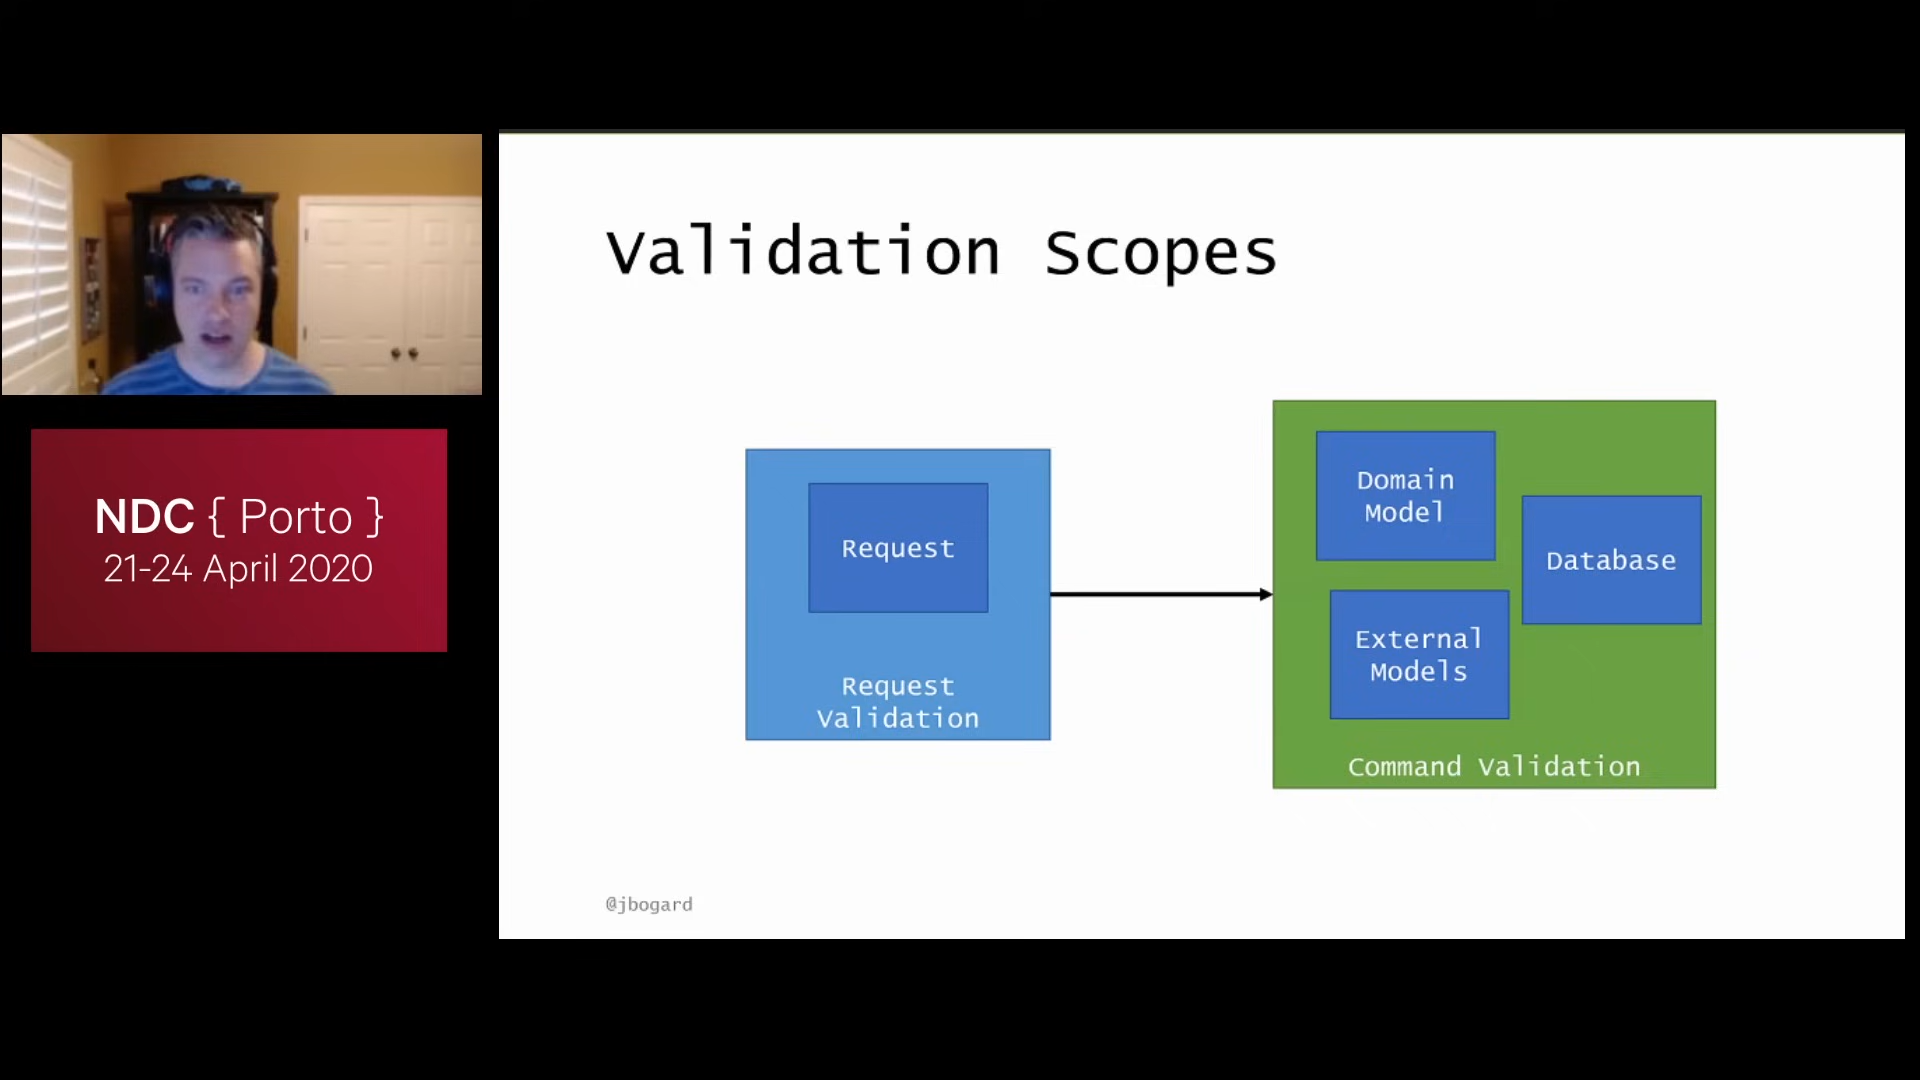 NDC { Porto }
21-24 April 2020
Validation Scopes
Request
Request
Validation
Domain
Model
Database
External
Models
Command Validation
@jbogard